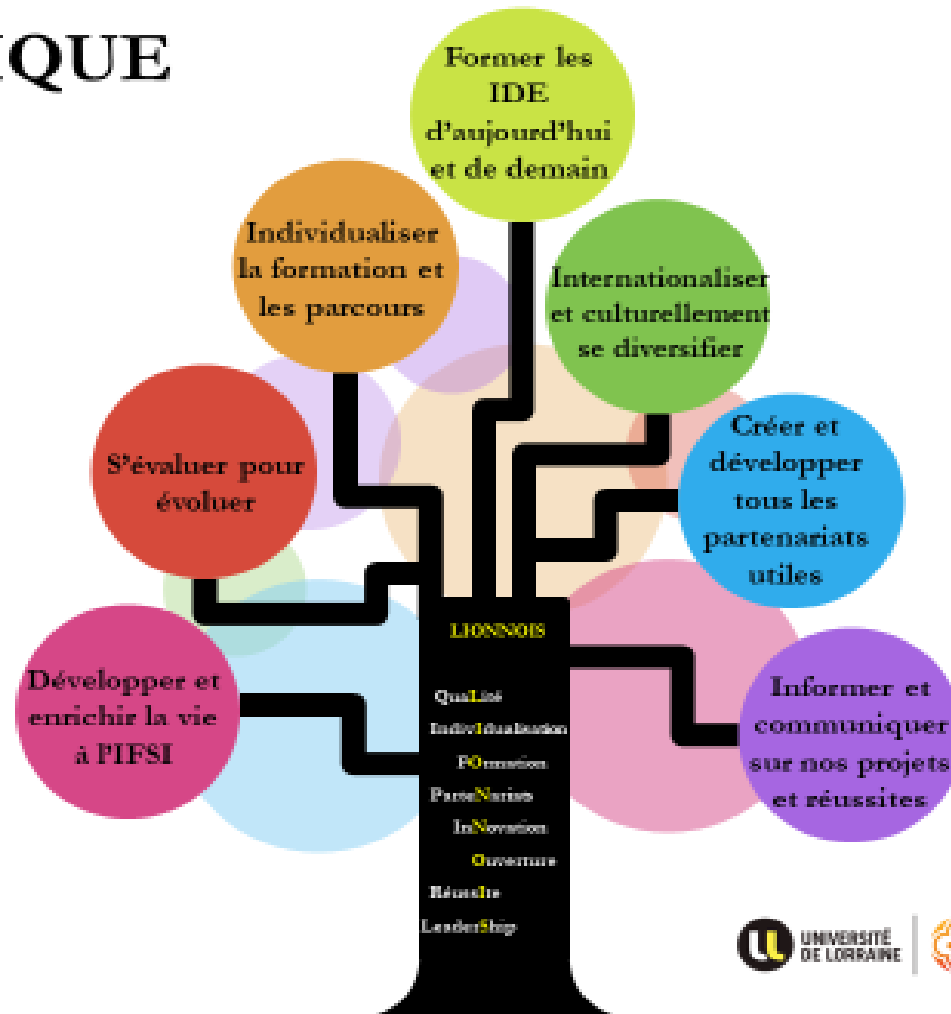 IQUE
Former les
IDE
d'aujourd'hui
et de demain
Individualiser
la formation et
les parcours
Internationaliser
et culturellement
se diversifier
S'évaluer pour
évoluer
Créer et
développer
tous les
partenariats
utiles
Développer et
enrichir la vie
à l'IFSI
Informer et
communiquer
sur nos projets
et réussites
LIONNOIS
QuaLité
IndivIdualisation
FOrmation
ParteNariats
InNovation
Ouverture
RéussIte
LeaderShip
UNIVERSITÉ
DE LORRAINE